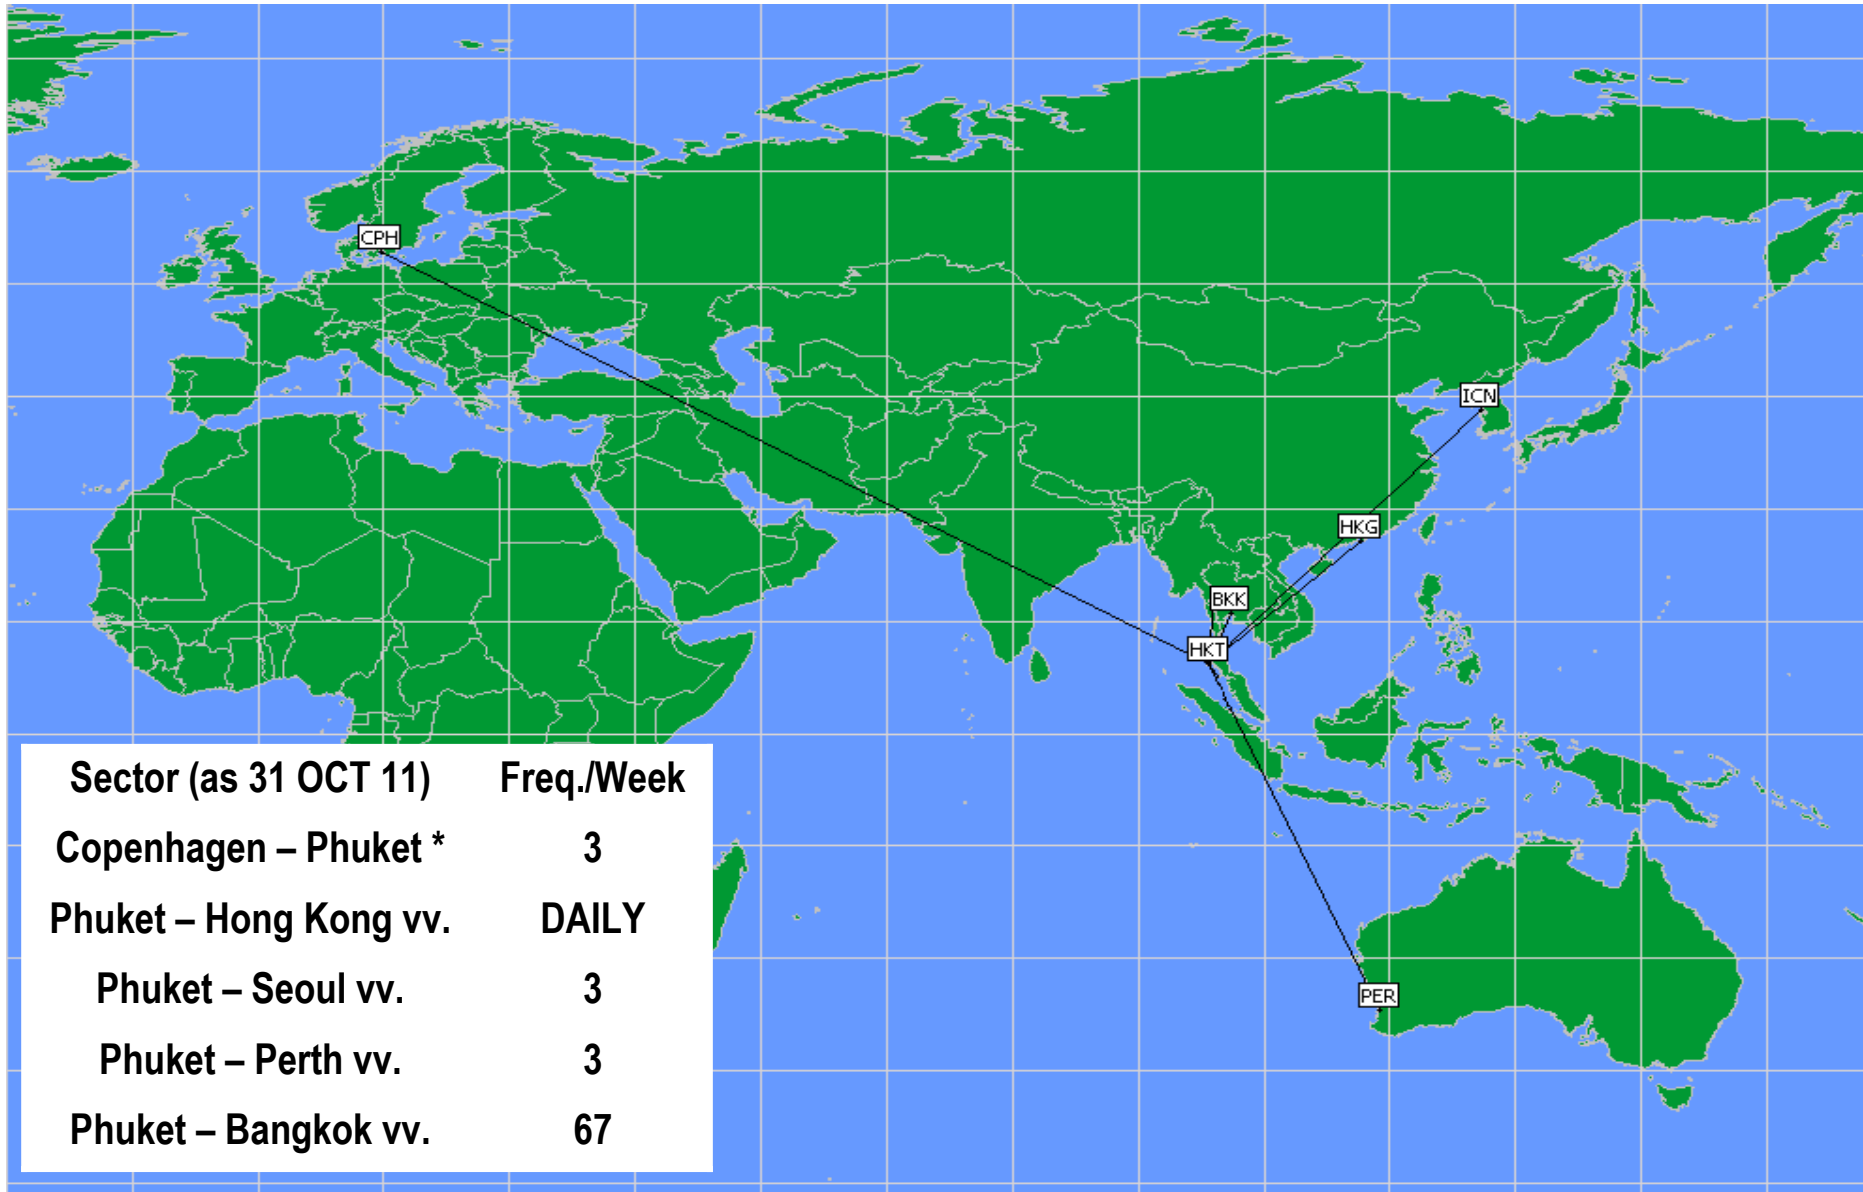 CPH
ICN
HKG
BKK
HKT
PER
Sector (as 31 OCT 11) Freq./Week
Copenhagen – Phuket * 3
Phuket – Hong Kong vv. DAILY
Phuket – Seoul vv. 3
Phuket – Perth vv. 3
Phuket – Bangkok vv. 67